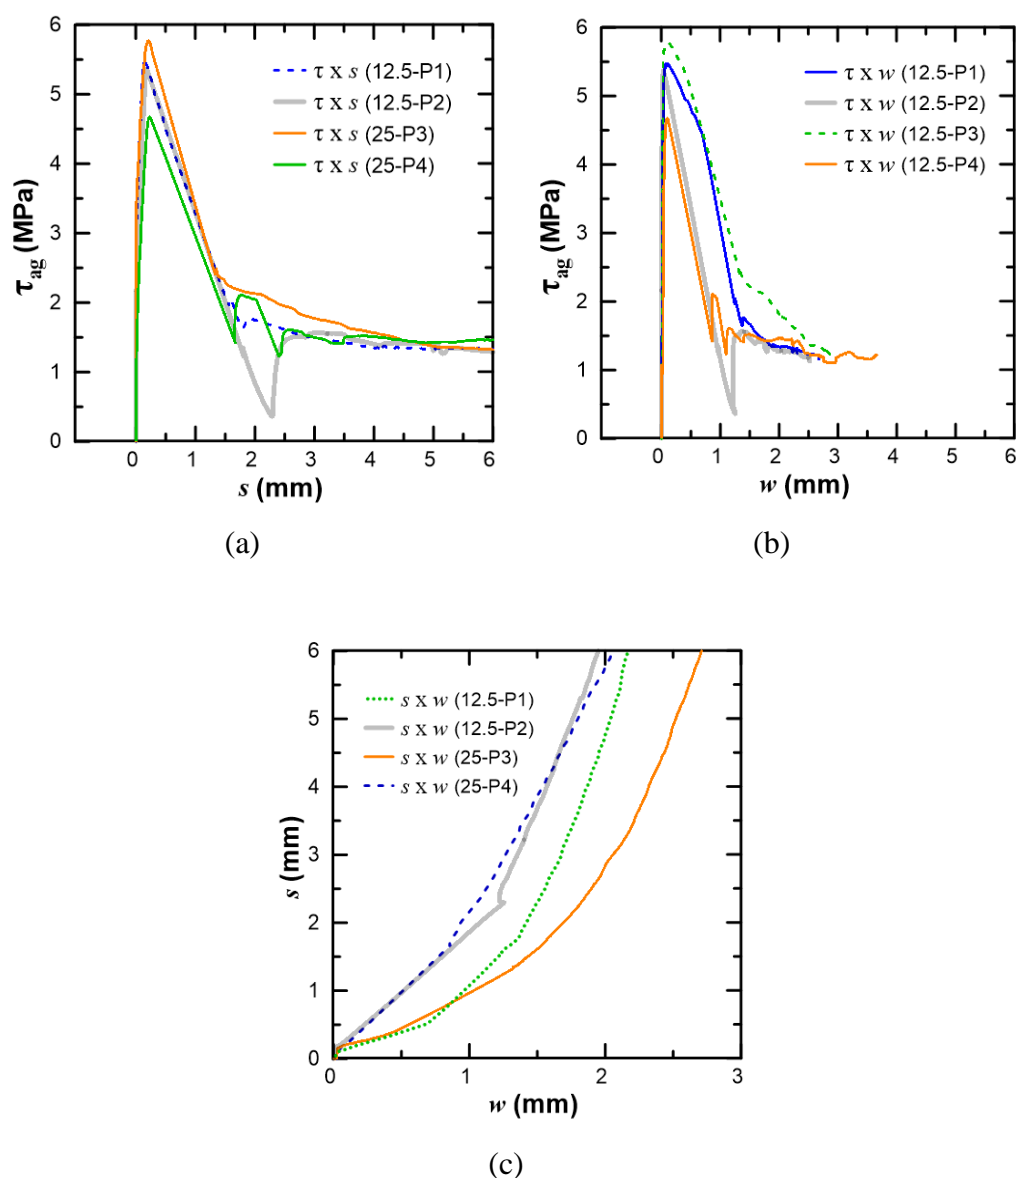 6
5
4
3
2
1
0
τag (MPa)
τ x s (12.5-P1)
τ x s (12.5-P2)
τ x s (25-P3)
τ x s (25-P4)
0 1 2 3 4 5 6
s (mm)
(a)
6
5
4
3
2
1
0
τag (MPa)
τ x w (12.5-P1)
τ x w (12.5-P2)
τ x w (12.5-P3)
τ x w (12.5-P4)
0 1 2 3 4 5 6
w (mm)
(b)
6
5
4
3
2
1
0
s (mm)
s x w (12.5-P1)
s x w (12.5-P2)
s x w (25-P3)
s x w (25-P4)
0 1 2 3
w (mm)
(c)